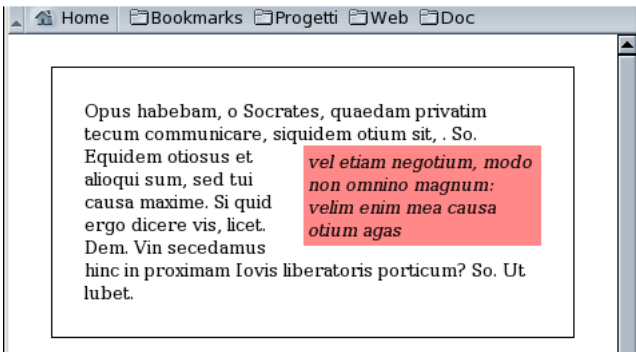 Home Bookmarks Progetti Web Doc
Opus habebam, o Socrates, quaedam privatim
tecum communicare, siquidem otium sit, . So.
Equidem otiosus et
alioqui sum, sed tui
causa maxime. Si quid
ergo dicere vis, licet.
Dem. Vin secedamus
vel etiam negotium, modo
non omnino magnum:
velim enim mea causa
otium agas
hinc in proximam Iovis liberatoris porticum? So. Ut
lubet.